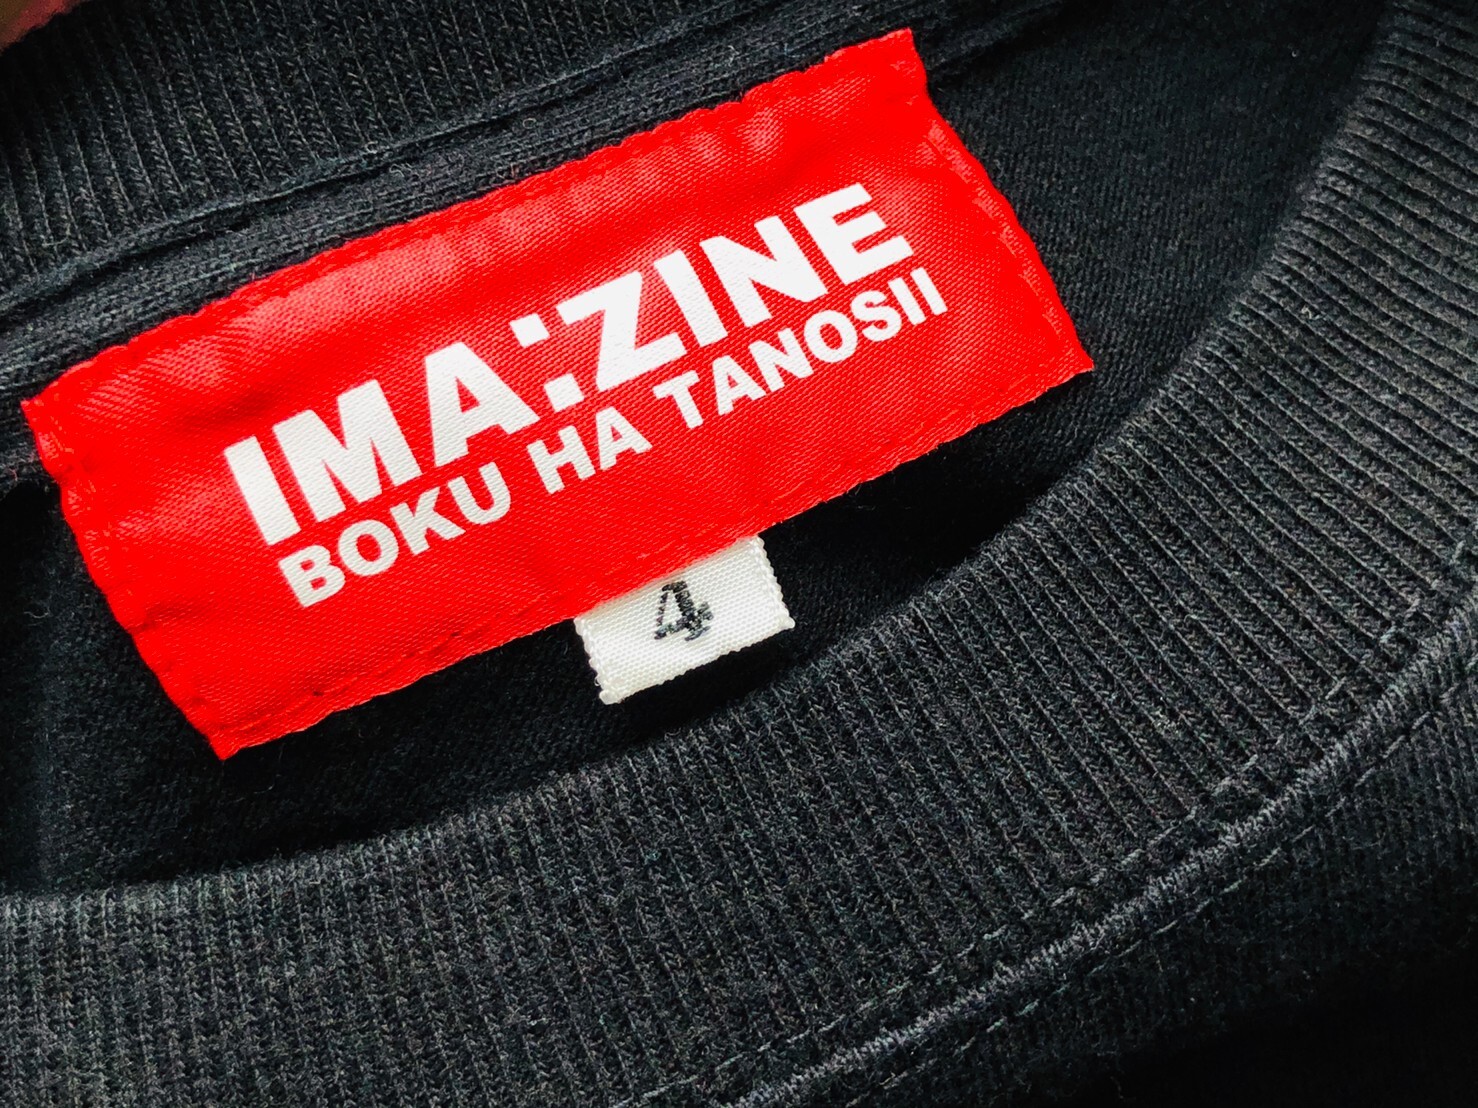 IMA:ZINE
BOKU HA TANOSII
4